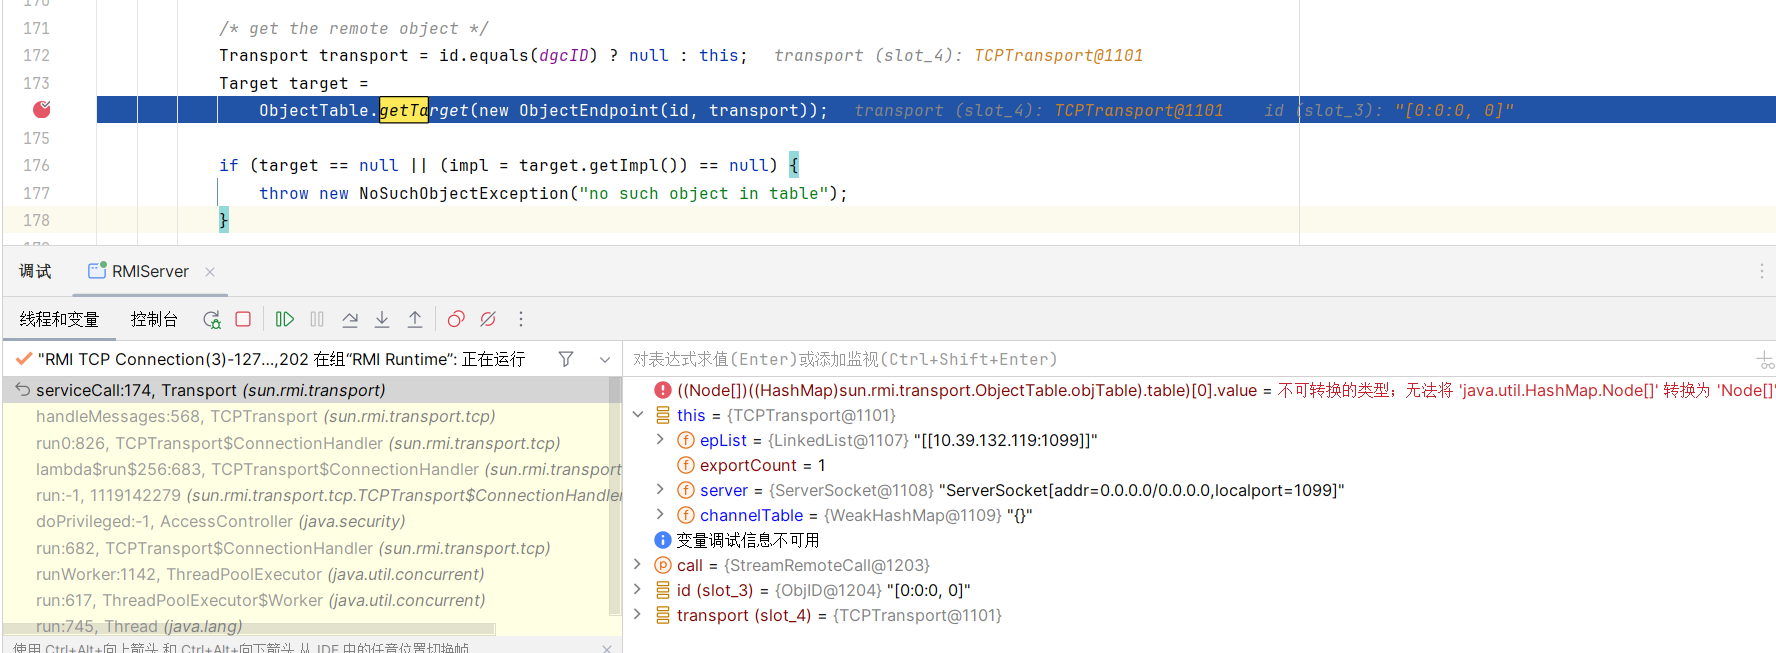 171 /* get the remote object */
172 Transport transport = id.equals(dgcID) ? null : this; transport (slot_4): TCPTransport@1101
173 Target target =
ObjectTable.getTarget(new ObjectEndpoint(id, transport)); transport (slot_4): TCPTransport@1101 id (slot_3): "[0:0:0, 0]"
175
176 if (target == null || (impl = target.getImpl()) == null) {
177 throw new NoSuchObjectException("no such object in table");
178 }
调试 RMIServer
线程和变量 控制台
"RMI TCP Connection(3)-127...,202 在组"RMI Runtime": 正在运行
serviceCall:174, Transport (sun.rmi.transport)
handleMessages:568, TCPTransport (sun.rmi.transport.tcp)
run0:826, TCPTransport$ConnectionHandler (sun.rmi.transport.tcp)
lambda$run$256:683, TCPTransport$ConnectionHandler (sun.rmi.transport
run:-1, 1119142279 (sun.rmi.transport.tcp.TCPTransport$ConnectionHandler
doPrivileged:-1, AccessController (java.security)
run:682, TCPTransport$ConnectionHandler (sun.rmi.transport.tcp)
runWorker:1142, ThreadPoolExecutor (java.util.concurrent)
run:617, ThreadPoolExecutor$Worker (java.util.concurrent)
run:745, Thread (java.lang)
使用 Ctrl+Alt+向上箭头 和 Ctrl+Alt+向下箭头 从 IDE 中的任意位置切换帧
对表达式求值(Enter)或添加监视(Ctrl+Shift+Enter)
((Node[])((HashMap)sun.rmi.transport.ObjectTable.objTable).table)[0].value = 不可转换的类型；无法将 'java.util.HashMap.Node[]' 转换为 'Node[]'
this = {TCPTransport@1101}
epList = {LinkedList@1107} "[[10.39.132.119:1099]]"
exportCount = 1
server = {ServerSocket@1108} "ServerSocket[addr=0.0.0.0/0.0.0.0,localport=1099]"
channelTable = {WeakHashMap@1109} "{}"
变量调试信息不可用
call = {StreamRemoteCall@1203}
id (slot_3) = {ObjID@1204} "[0:0:0, 0]"
transport (slot_4) = {TCPTransport@1101}